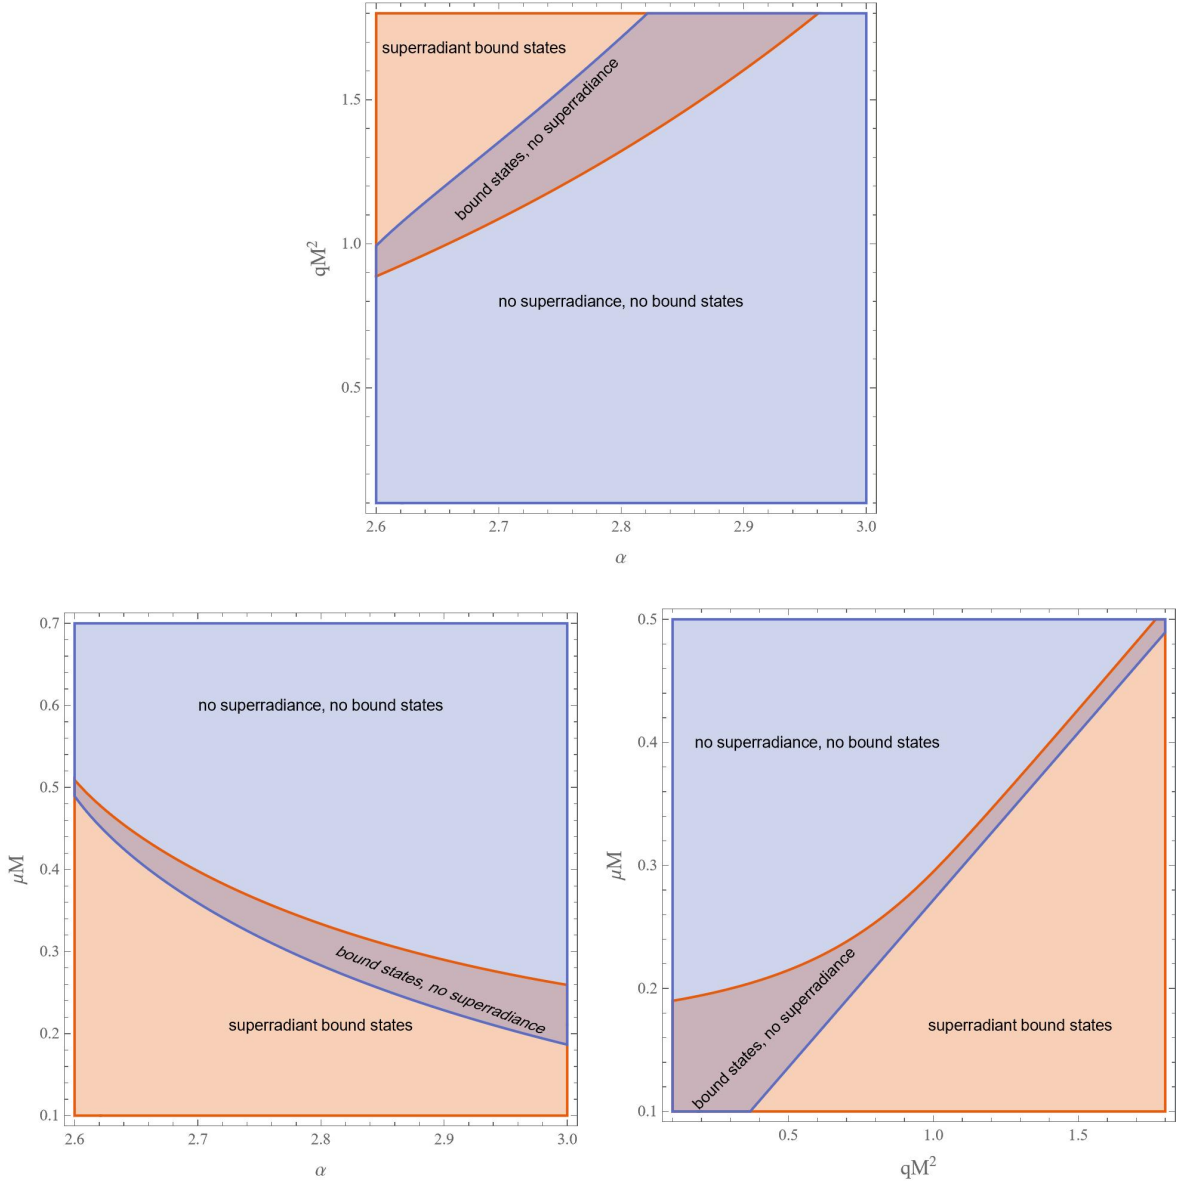 superradiant bound states
bound states, no superradiance
no superradiance, no bound states
qM²
1.5
1.0
0.5
2.6
2.7
2.8
2.9
3.0
α
no superradiance, no bound states
bound states, no superradiance
superradiant bound states
μM
0.7
0.6
0.5
0.4
0.3
0.2
0.1
2.6
2.7
2.8
2.9
3.0
α
no superradiance, no bound states
bound states, no superradiance
superradiant bound states
μM
0.5
0.4
0.3
0.2
0.1
0.5
1.0
1.5
qM²